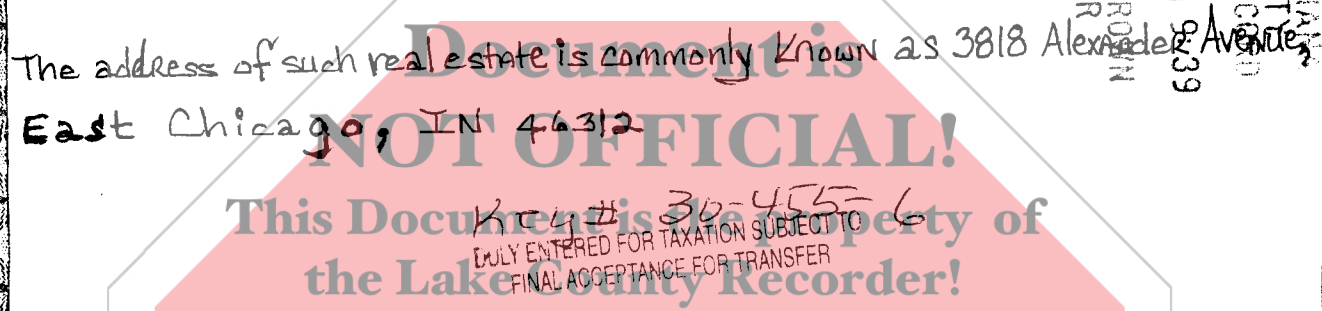 The address of such real estate is commonly known as 3818 Alexander Avenue,
East Chicago, IN 46312
Document is
NOT OFFICIAL!
This Document is the property of
the Lake County Recorder!
Key# 30-455-6
DULY ENTERED FOR TAXATION SUBJECT TO
FINAL ACCEPTANCE FOR TRANSFER